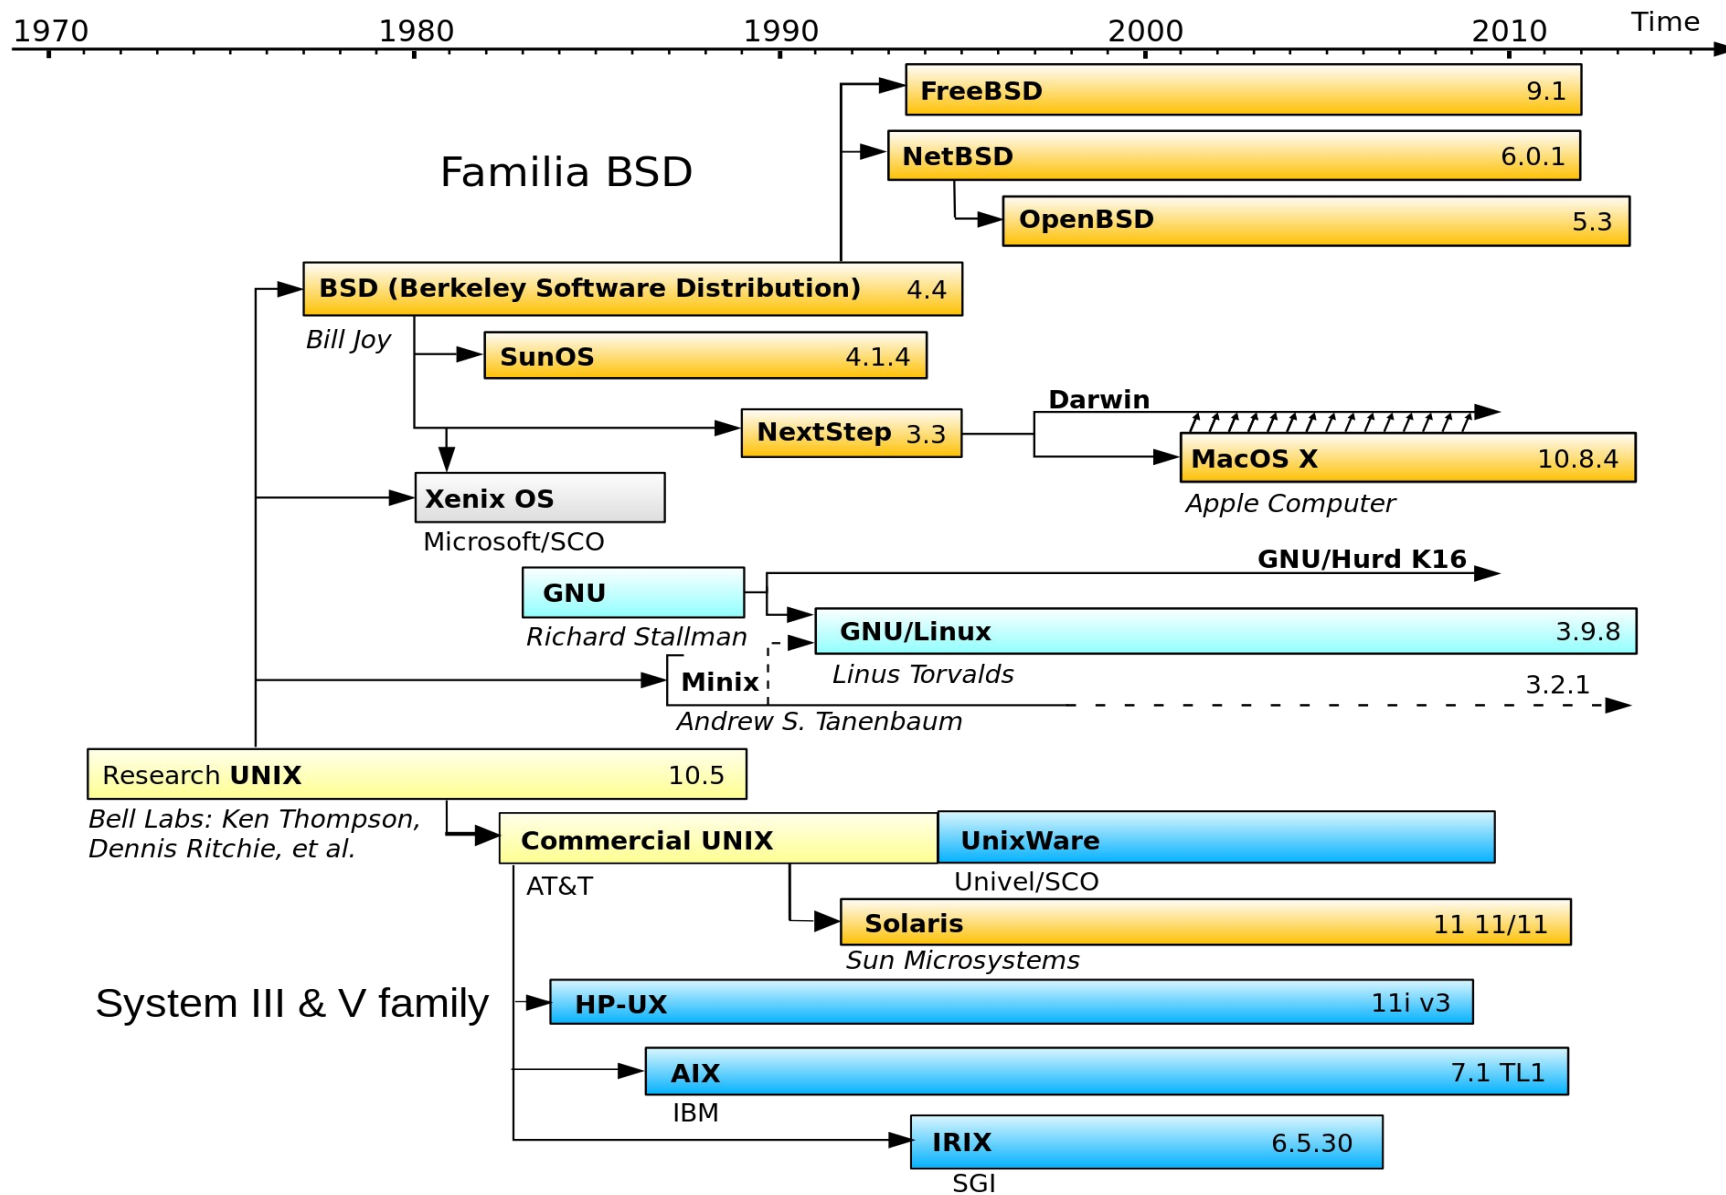 1970 1980 1990 2000 2010 Time
FreeBSD 9.1
NetBSD 6.0.1
Familia BSD
OpenBSD 5.3
BSD (Berkeley Software Distribution) 4.4
Bill Joy
SunOS 4.1.4
Darwin
NextStep 3.3
MacOS X 10.8.4
Apple Computer
Xenix OS
Microsoft/SCO
GNU/Hurd K16
GNU
Richard Stallman
GNU/Linux 3.9.8
Linus Torvalds
Minix 3.2.1
Andrew S. Tanenbaum
Research UNIX 10.5
Bell Labs: Ken Thompson,
Dennis Ritchie, et al.
Commercial UNIX
UnixWare
AT&T
Univel/SCO
Solaris 11 11/11
Sun Microsystems
System III & V family
HP-UX 11i v3
AIX 7.1 TL1
IBM
IRIX 6.5.30
SGI